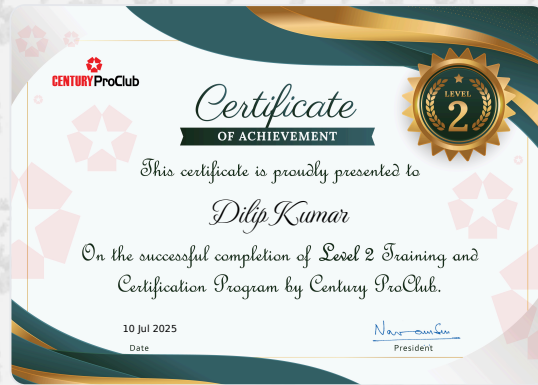 CENTURY ProClub
LEVEL
2
Certificate
OF ACHIEVEMENT
This certificate is proudly presented to
Dilip Kumar
On the successful completion of Level 2 Training and
Certification Program by Century ProClub.
10 Jul 2025
Date
President